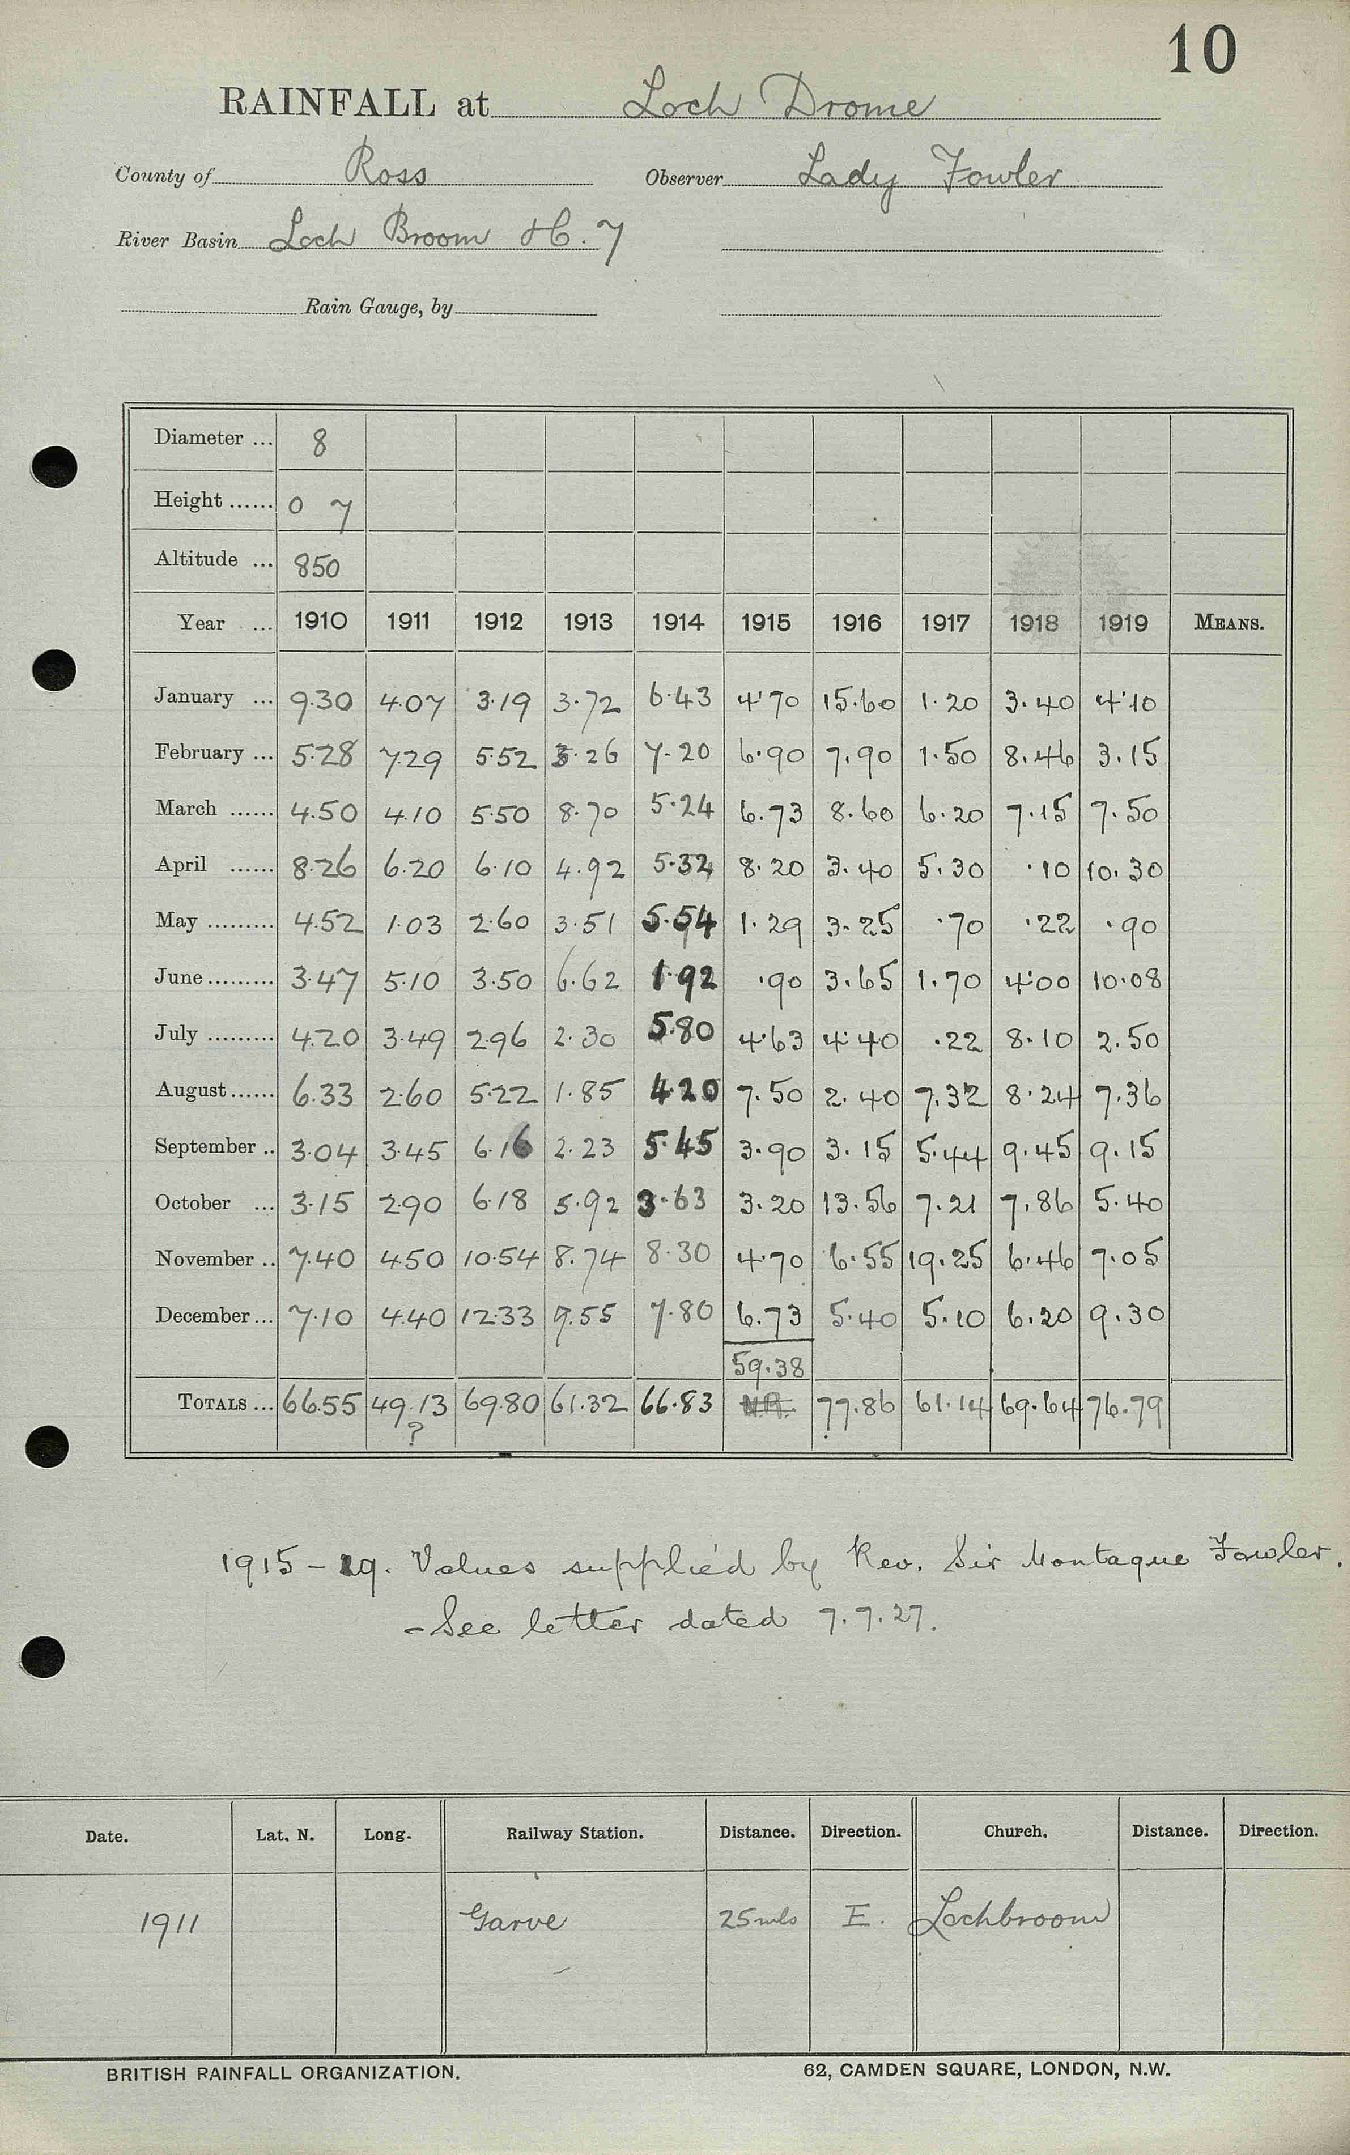 10
RAINFALL at Loch Drome
County of Ross Observer Lady Fowler
River Basin Loch Broom &c. 7
Rain Gauge, by
Diameter ... 8
Height ...... 0 7
Altitude ... 850
Year ... 1910 1911 1912 1913 1914 1915 1916 1917 1918 1919 MEANS.
January ... 9.30 4.07 3.19 3.72 6.43 4.70 15.60 1.20 3.40 4.10
February ... 5.28 7.29 5.52 3.26 7.20 6.90 7.90 1.50 8.46 3.15
March ...... 4.50 4.10 5.50 8.70 5.24 6.73 8.60 6.20 7.15 7.50
April ...... 8.26 6.20 6.10 4.92 5.32 8.20 3.40 5.30 .10 10.30
May ......... 4.52 1.03 2.60 3.51 5.54 1.29 3.25 .70 .22 .90
June ......... 3.47 5.10 3.50 6.62 1.92 .90 3.65 1.70 4.00 10.08
July ......... 4.20 3.49 2.96 2.30 5.80 4.63 4.40 .22 8.10 2.50
August ...... 6.33 2.60 5.22 1.85 4.20 7.50 2.40 7.32 8.24 7.36
September .. 3.04 3.45 6.16 2.23 5.45 3.90 3.15 5.44 9.45 9.15
October ... 3.15 2.90 6.18 5.92 3.63 3.20 13.56 7.21 7.86 5.40
November .. 7.40 4.50 10.54 8.74 8.30 4.70 6.55 19.25 6.46 7.05
December ... 7.10 4.40 12.33 9.55 7.80 6.73 5.40 5.10 6.20 9.30
59.38
TOTALS ... 66.55 49.13 69.80 61.32 66.83 77.86 61.14 69.64 76.79
?
1915 - 19. Values supplied by Rev. Sir Montague Fowler.
- See letter dated 7.7.27.
Date. Lat. N. Long. Railway Station. Distance. Direction. Church. Distance. Direction.
1911 Garve 25 mls E. Lochbroom
BRITISH RAINFALL ORGANIZATION. 62, CAMDEN SQUARE, LONDON, N.W.